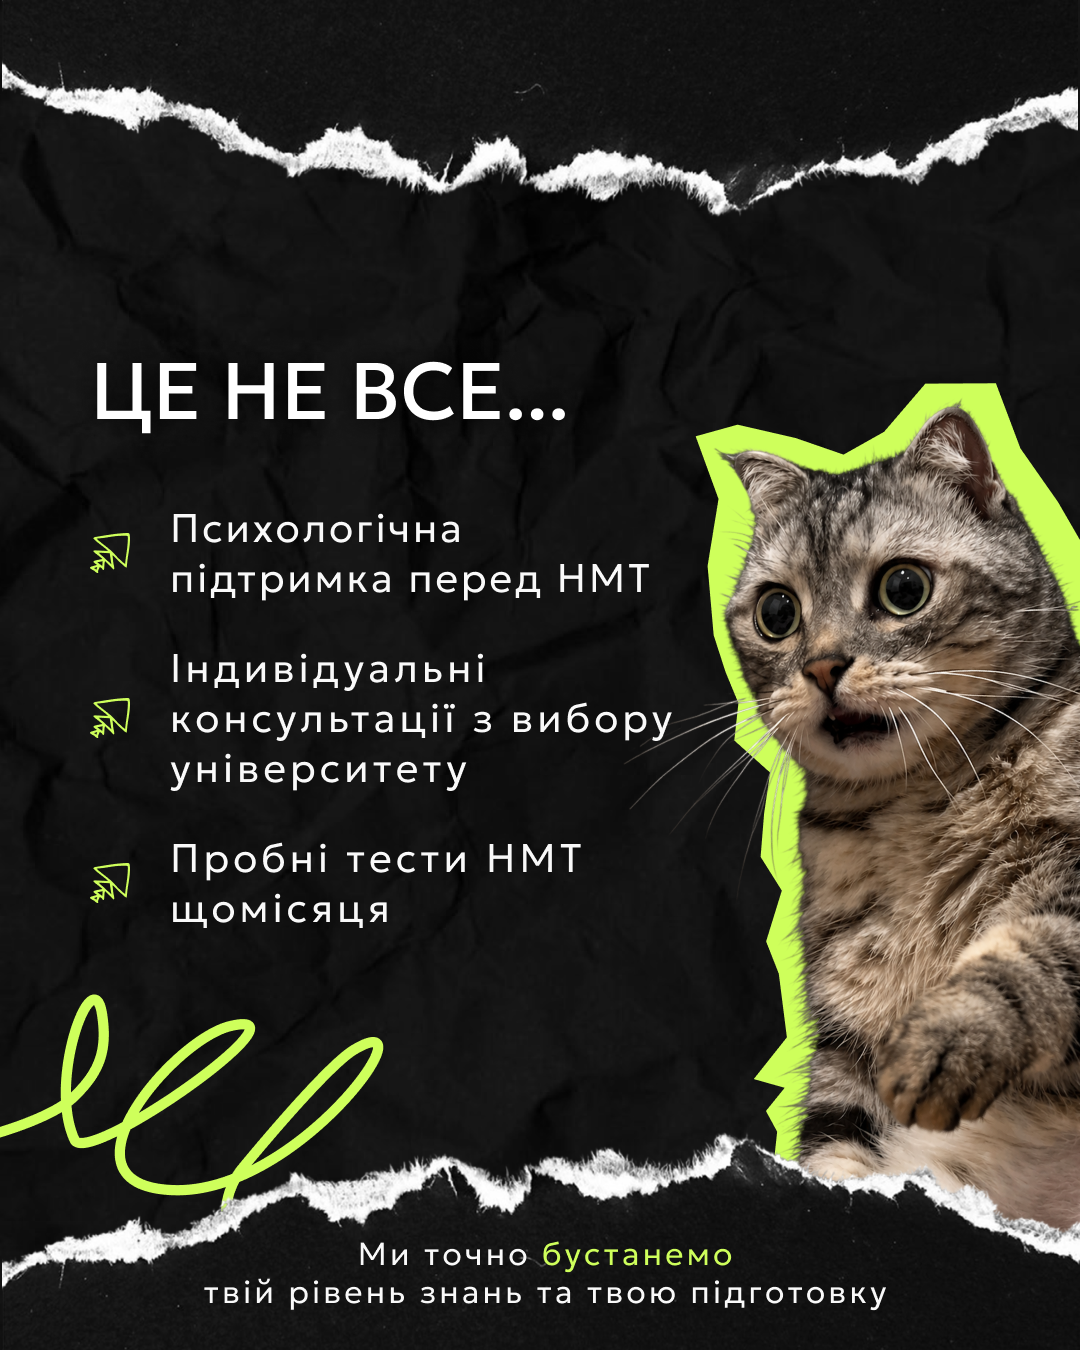 ЦЕ НЕ ВСЕ...
Психологічна
підтримка перед НМТ
Індивідуальні
консультації з вибору
університету
Пробні тести НМТ
щомісяця
Ми точно бустанемо
твій рівень знань та твою підготовку